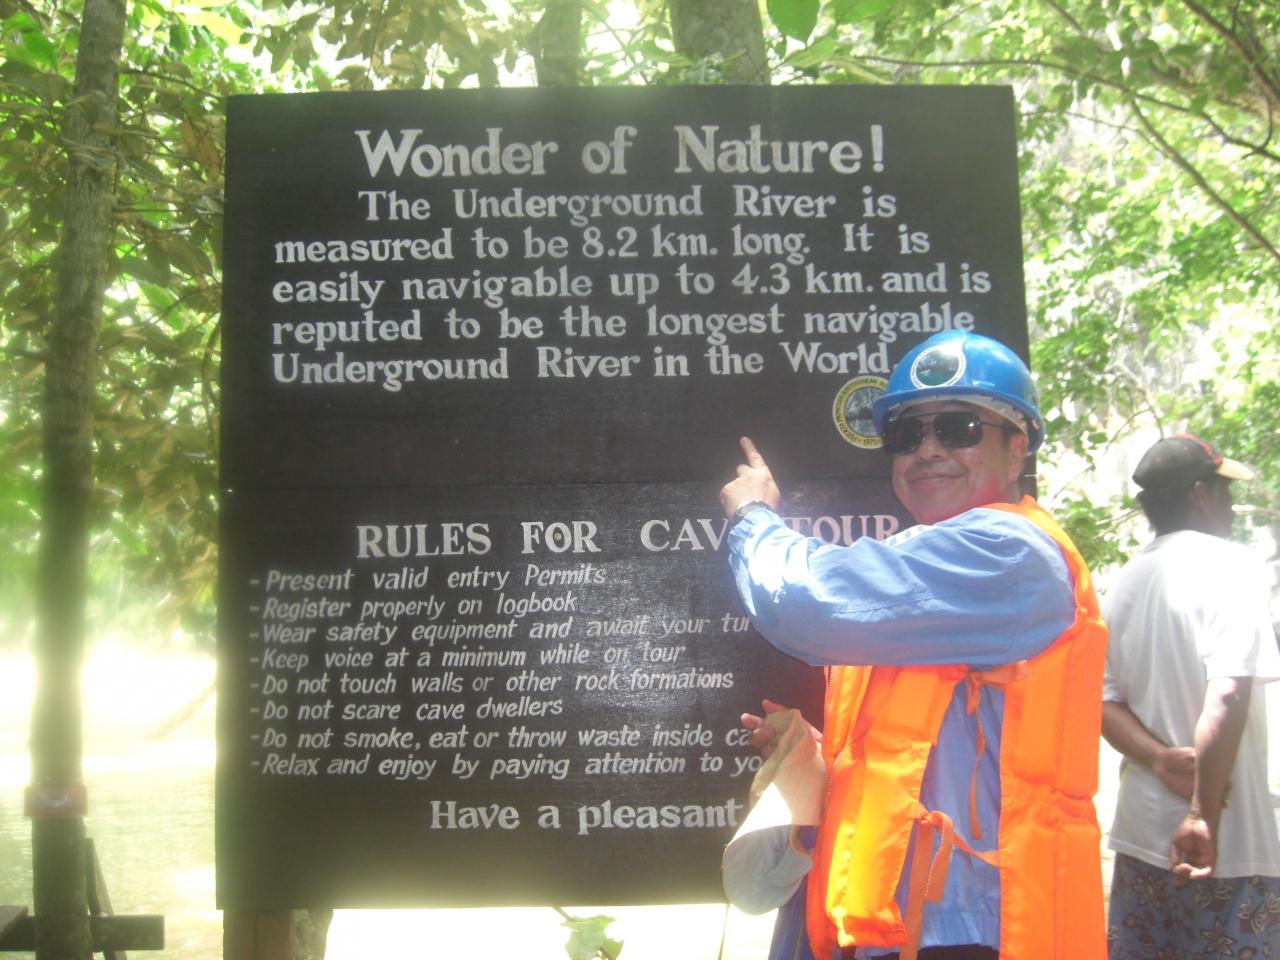 Wonder of Nature!
The Underground River is
measured to be 8.2 km. long. It is
easily navigable up to 4.3 km. and is
reputed to be the longest navigable
Underground River in the World.
1971
RULES FOR TOUR
- Present valid entry Permits
- Register properly on logbook
- Wear safety equipment and await your
- Keep voice at a minimum while on tour
- Do not touch walls or other rock formations
- Do not scare cave dwellers
- Do not smoke, eat or throw waste inside
- Relax and enjoy by paying attention to
Have a pleasant